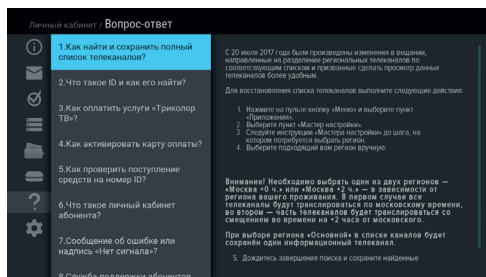 Личный кабинет / Вопрос-ответ
1.Как найти и сохранить полный
список телеканалов?
2.Что такое ID и как его найти?
3.Как оплатить услуги «Триколор
ТВ»?
4.Как активировать карту оплаты?
5.Как проверить поступление
средств на номер ID?
6.Что такое личный кабинет
абонента?
7.Сообщение об ошибке или
надпись «Нет сигнала»?
8.Служба поддержки абонентов
С 20 июля 2017 года были произведены изменения в вещании,
направленные на разделение региональных телеканалов по
соответствующим спискам и призванные сделать просмотр данных
телеканалов более удобным.
Для восстановления списка телеканалов выполните следующие действия:
1. Нажмите на пульте кнопку «Меню» и выберите пункт
«Приложения».
2. Выберите пункт «Мастер настройки».
3. Следуйте инструкции «Мастера настройки» до шага, на
котором потребуется выбрать регион.
4. Выберите подходящий вам регион вручную.
Внимание! Необходимо выбрать один из двух регионов —
«Москва +0 ч.» или «Москва +2 ч.» — в зависимости от
региона вашего проживания. В первом случае все
телеканалы будут транслироваться по московскому времени,
во втором — часть телеканалов будет транслироваться со
смещением во времени на +2 часа от московского.
При выборе региона «Основной» в списке каналов будет
сохранён один информационный телеканал.
5. Дождитесь завершения поиска и сохраните найденные